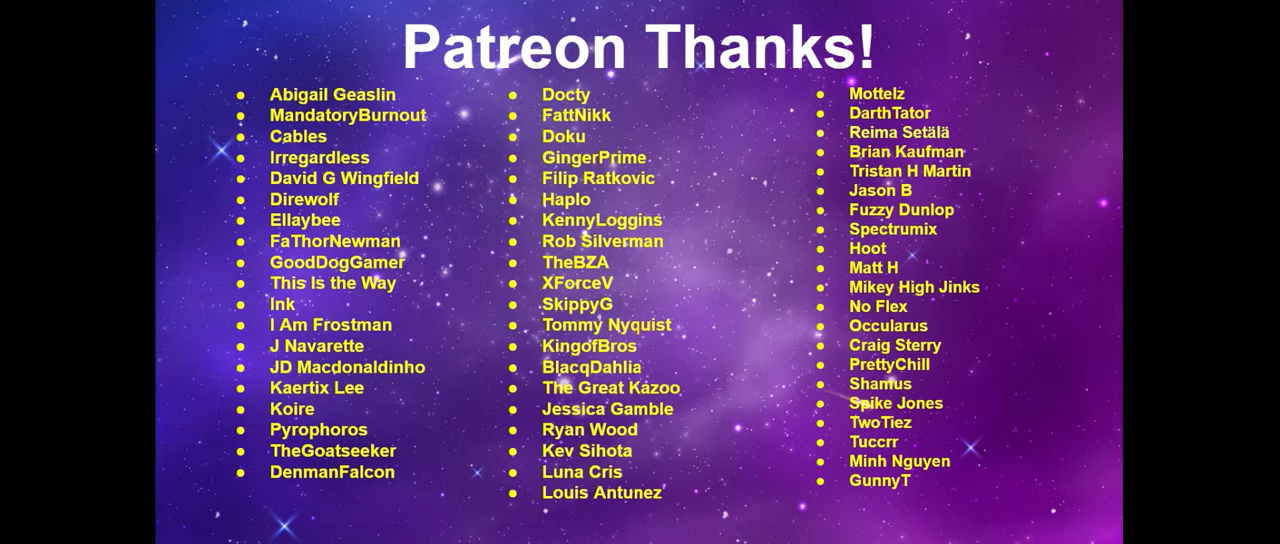 Patreon Thanks!
Abigail Geaslin
MandatoryBurnout
Cables
Irregardless
David G Wingfield
Direwolf
Ellaybee
FaThorNewman
GoodDogGamer
This Is the Way
Ink
I Am Frostman
J Navarette
JD Macdonaldinho
Kaertix Lee
Koire
Pyrophoros
TheGoatseeker
DenmanFalcon
Docty
FattNikk
Doku
GingerPrime
Filip Ratkovic
Haplo
KennyLoggins
Rob Silverman
TheBZA
XForceV
SkippyG
Tommy Nyquist
KingofBros
BlacqDahlia
The Great Kazoo
Jessica Gamble
Ryan Wood
Kev Sihota
Luna Cris
Louis Antunez
Mottelz
DarthTator
Reima Setälä
Brian Kaufman
Tristan H Martin
Jason B
Fuzzy Dunlop
Spectrumix
Hoot
Matt H
Mikey High Jinks
No Flex
Occularus
Craig Sterry
PrettyChill
Shamus
Spike Jones
TwoTiez
Tuccrr
Minh Nguyen
GunnyT